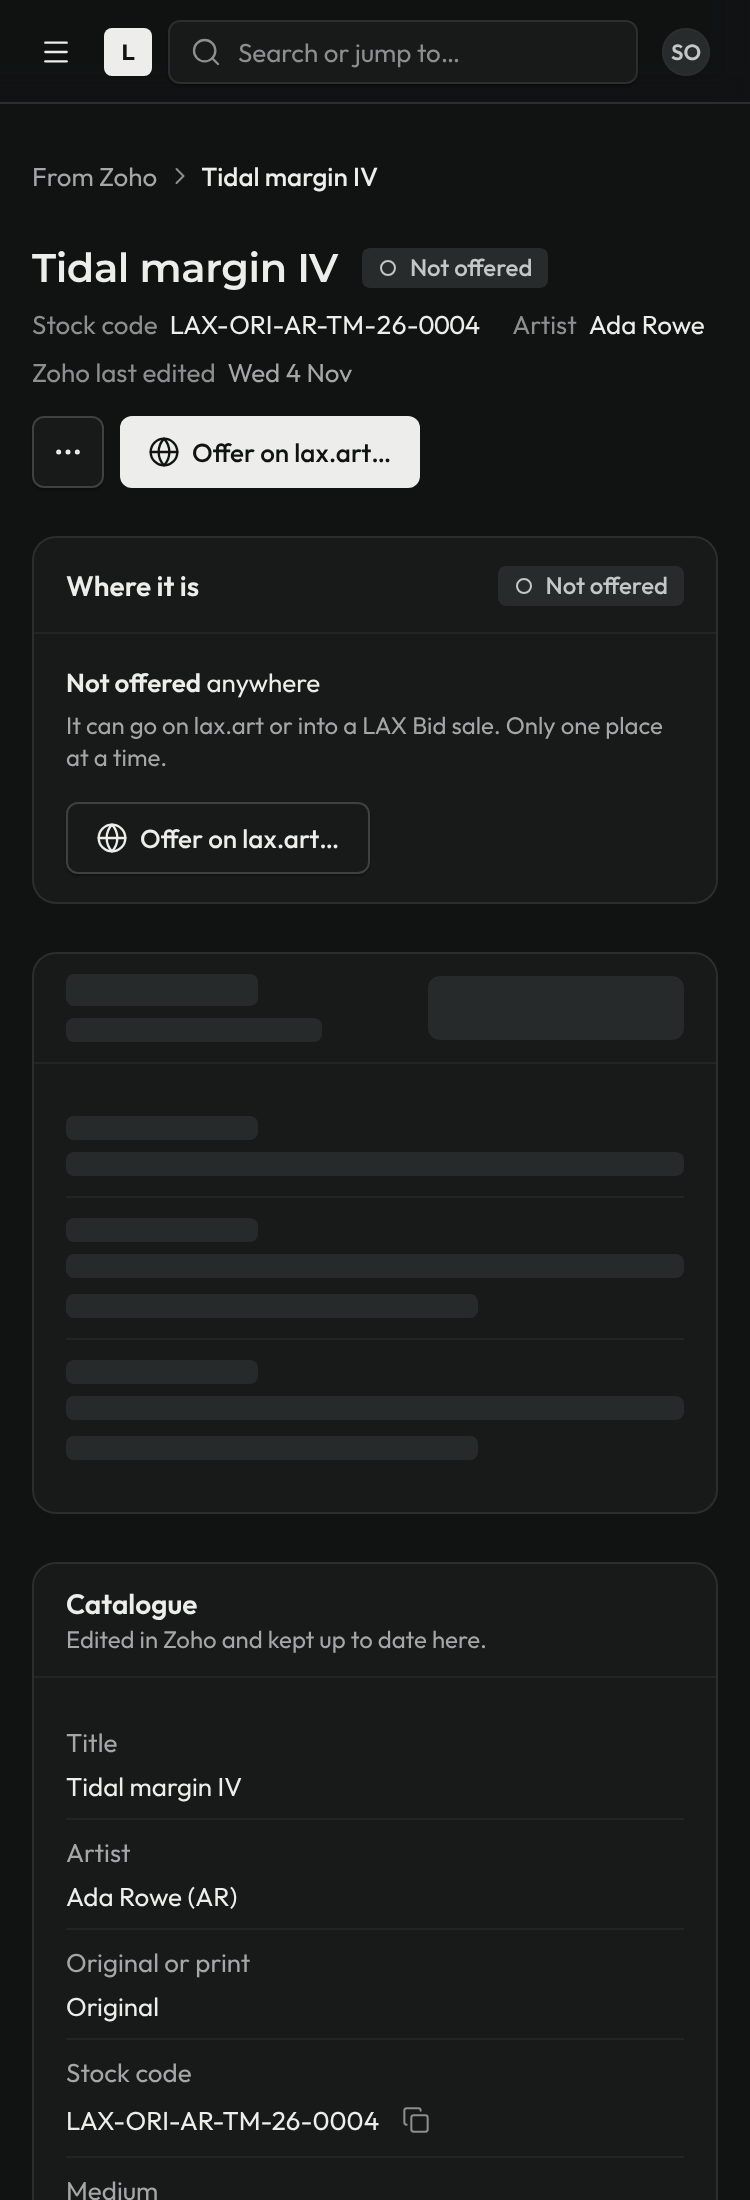 L
Search or jump to...
SO
From Zoho > Tidal margin IV
Tidal margin IV Not offered
Stock code LAX-ORI-AR-TM-26-0004 Artist Ada Rowe
Zoho last edited Wed 4 Nov
Offer on lax.art...
Where it is Not offered
Not offered anywhere
It can go on lax.art or into a LAX Bid sale. Only one place
at a time.
Offer on lax.art...
Catalogue
Edited in Zoho and kept up to date here.
Title
Tidal margin IV
Artist
Ada Rowe (AR)
Original or print
Original
Stock code
LAX-ORI-AR-TM-26-0004
Medium